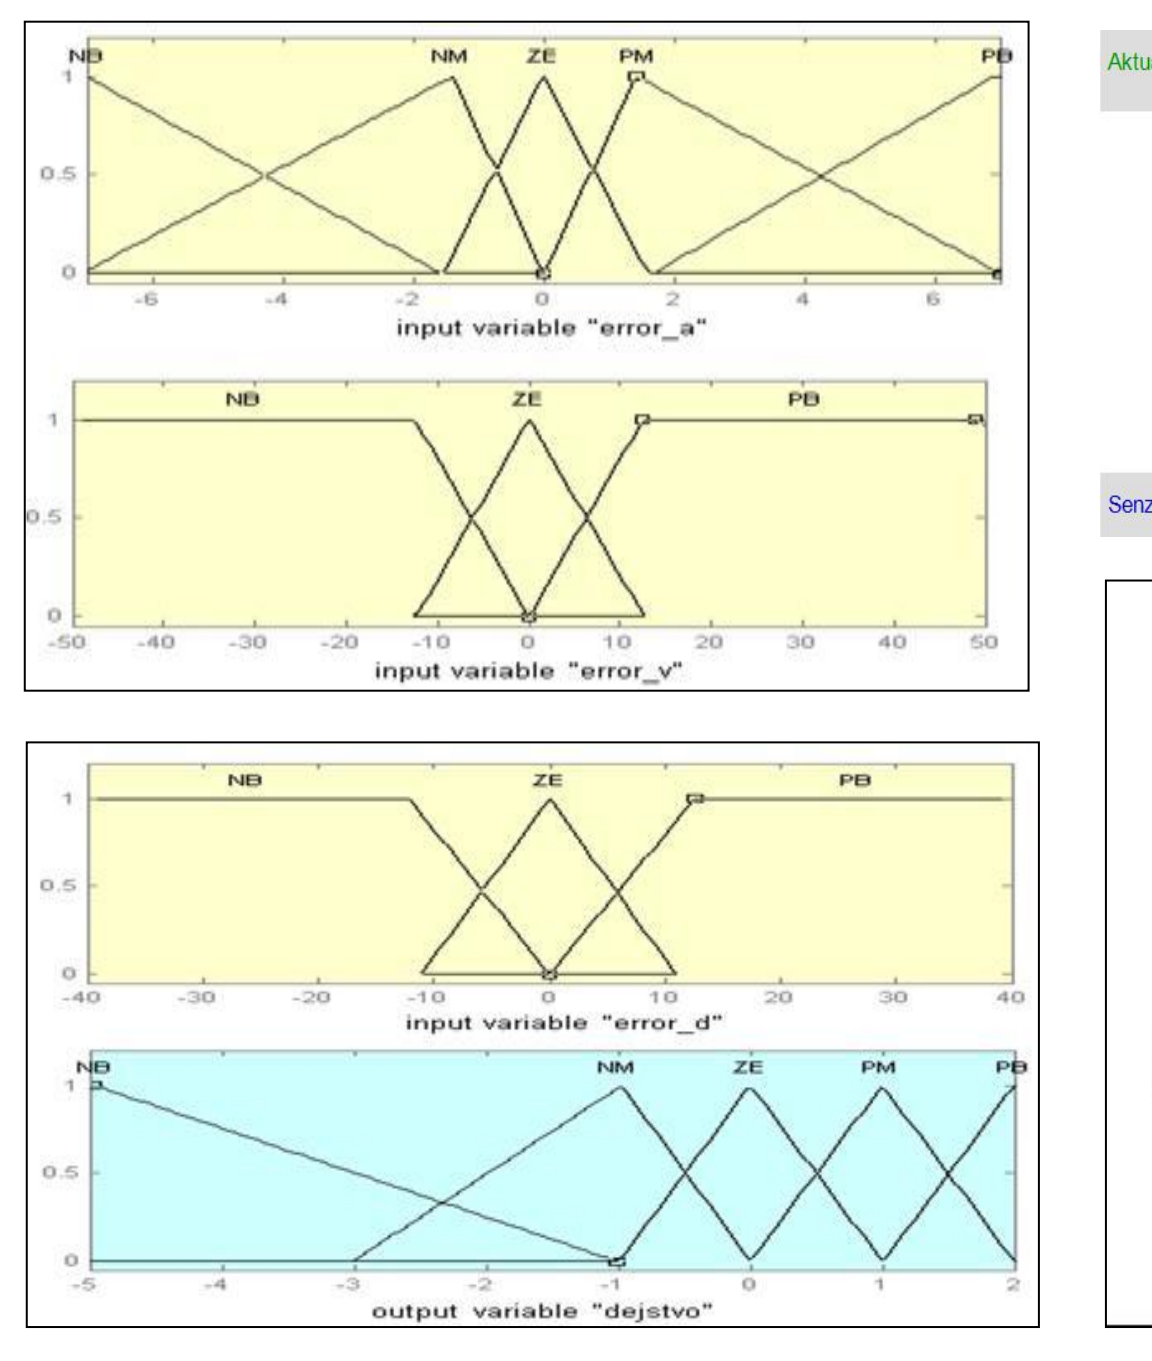 NB NM ZE PM PB
1
0.5
0
-6 -4 -2 0 2 4 6
input variable "error_a"
NB ZE PB
1
0.5
0
-50 -40 -30 -20 -10 0 10 20 30 40 50
input variable "error_v"
NB ZE PB
1
0.5
0
-40 -30 -20 -10 0 10 20 30 40
input variable "error_d"
NB NM ZE PM PB
1
0.5
0
-5 -4 -3 -2 -1 0 1 2
output variable "dejstvo"
Aktu
Senz